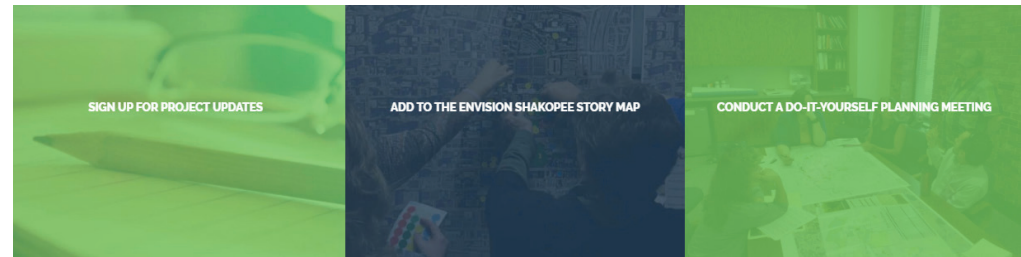 SIGN UP FOR PROJECT UPDATES
ADD TO THE ENVISION SHAKOPEE STORY MAP
CONDUCT A DO-IT-YOURSELF PLANNING MEETING